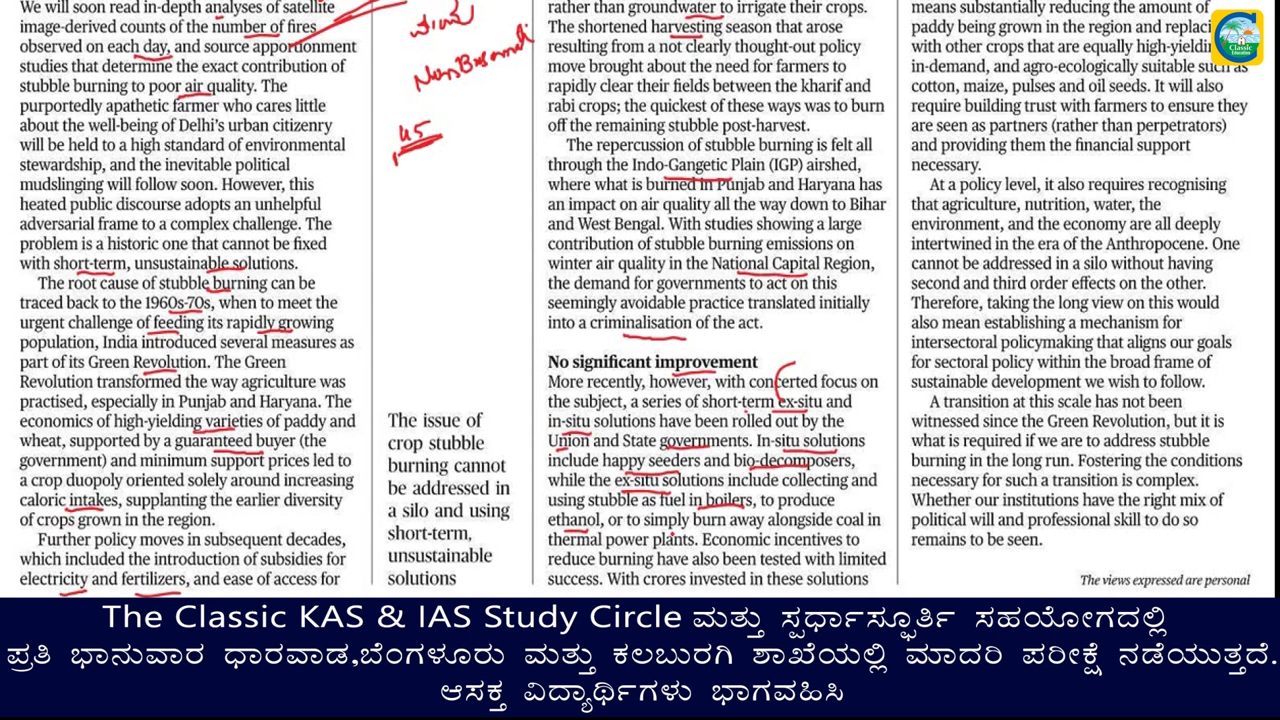 We will soon read in-depth analyses of satellite
image-derived counts of the number of fires
observed on each day, and source apportionment
studies that determine the exact contribution of
stubble burning to poor air quality. The
purportedly apathetic farmer who cares little
about the well-being of Delhi's urban citizenry
will be held to a high standard of environmental
stewardship, and the inevitable political
mudslinging will follow soon. However, this
heated public discourse adopts an unhelpful
adversarial frame to a complex challenge. The
problem is a historic one that cannot be fixed
with short-term, unsustainable solutions.
The root cause of stubble burning can be
traced back to the 1960s-70s, when to meet the
urgent challenge of feeding its rapidly growing
population, India introduced several measures as
part of its Green Revolution. The Green
Revolution transformed the way agriculture was
practised, especially in Punjab and Haryana. The
economics of high-yielding varieties of paddy and
wheat, supported by a guaranteed buyer (the
government) and minimum support prices led to
a crop duopoly oriented solely around increasing
caloric intakes, supplanting the earlier diversity
of crops grown in the region.
Further policy moves in subsequent decades,
which included the introduction of subsidies for
electricity and fertilizers, and ease of access for
45
The issue of
crop stubble
burning cannot
be addressed in
a silo and using
short-term,
unsustainable
solutions
rather than groundwater to irrigate their crops.
The shortened harvesting season that arose
resulting from a not clearly thought-out policy
move brought about the need for farmers to
rapidly clear their fields between the kharif and
rabi crops; the quickest of these ways was to burn
off the remaining stubble post-harvest.
The repercussion of stubble burning is felt all
through the Indo-Gangetic Plain (IGP) airshed,
where what is burned in Punjab and Haryana has
an impact on air quality all the way down to Bihar
and West Bengal. With studies showing a large
contribution of stubble burning emissions on
winter air quality in the National Capital Region,
the demand for governments to act on this
seemingly avoidable practice translated initially
into a criminalisation of the act.
No significant improvement
More recently, however, with concerted focus on
the subject, a series of short-term ex-situ and
in-situ solutions have been rolled out by the
Union and State governments. In-situ solutions
include happy seeders and bio-decomposers,
while the ex-situ solutions include collecting and
using stubble as fuel in boilers, to produce
ethanol, or to simply burn away alongside coal in
thermal power plants. Economic incentives to
reduce burning have also been tested with limited
success. With crores invested in these solutions
means substantially reducing the amount of
paddy being grown in the region and replacing
with other crops that are equally high-yielding,
in-demand, and agro-ecologically suitable such as
cotton, maize, pulses and oil seeds. It will also
require building trust with farmers to ensure they
are seen as partners (rather than perpetrators)
and providing them the financial support
necessary.
At a policy level, it also requires recognising
that agriculture, nutrition, water, the
environment, and the economy are all deeply
intertwined in the era of the Anthropocene. One
cannot be addressed in a silo without having
second and third order effects on the other.
Therefore, taking the long view on this would
also mean establishing a mechanism for
intersectoral policymaking that aligns our goals
for sectoral policy within the broad frame of
sustainable development we wish to follow.
A transition at this scale has not been
witnessed since the Green Revolution, but it is
what is required if we are to address stubble
burning in the long run. Fostering the conditions
necessary for such a transition is complex.
Whether our institutions have the right mix of
political will and professional skill to do so
remains to be seen.
The views expressed are personal
Classic
Education
The Classic KAS & IAS Study Circle ಮತ್ತು ಸ್ಪರ್ಧಾಸ್ಫೂರ್ತಿ ಸಹಯೋಗದಲ್ಲಿ
ಪ್ರತಿ ಭಾನುವಾರ ಧಾರವಾಡ,ಬೆಂಗಳೂರು ಮತ್ತು ಕಲಬುರಗಿ ಶಾಖೆಯಲ್ಲಿ ಮಾದರಿ ಪರೀಕ್ಷೆ ನಡೆಯುತ್ತದೆ.
ಆಸಕ್ತ ವಿದ್ಯಾರ್ಥಿಗಳು ಭಾಗವಹಿಸಿ